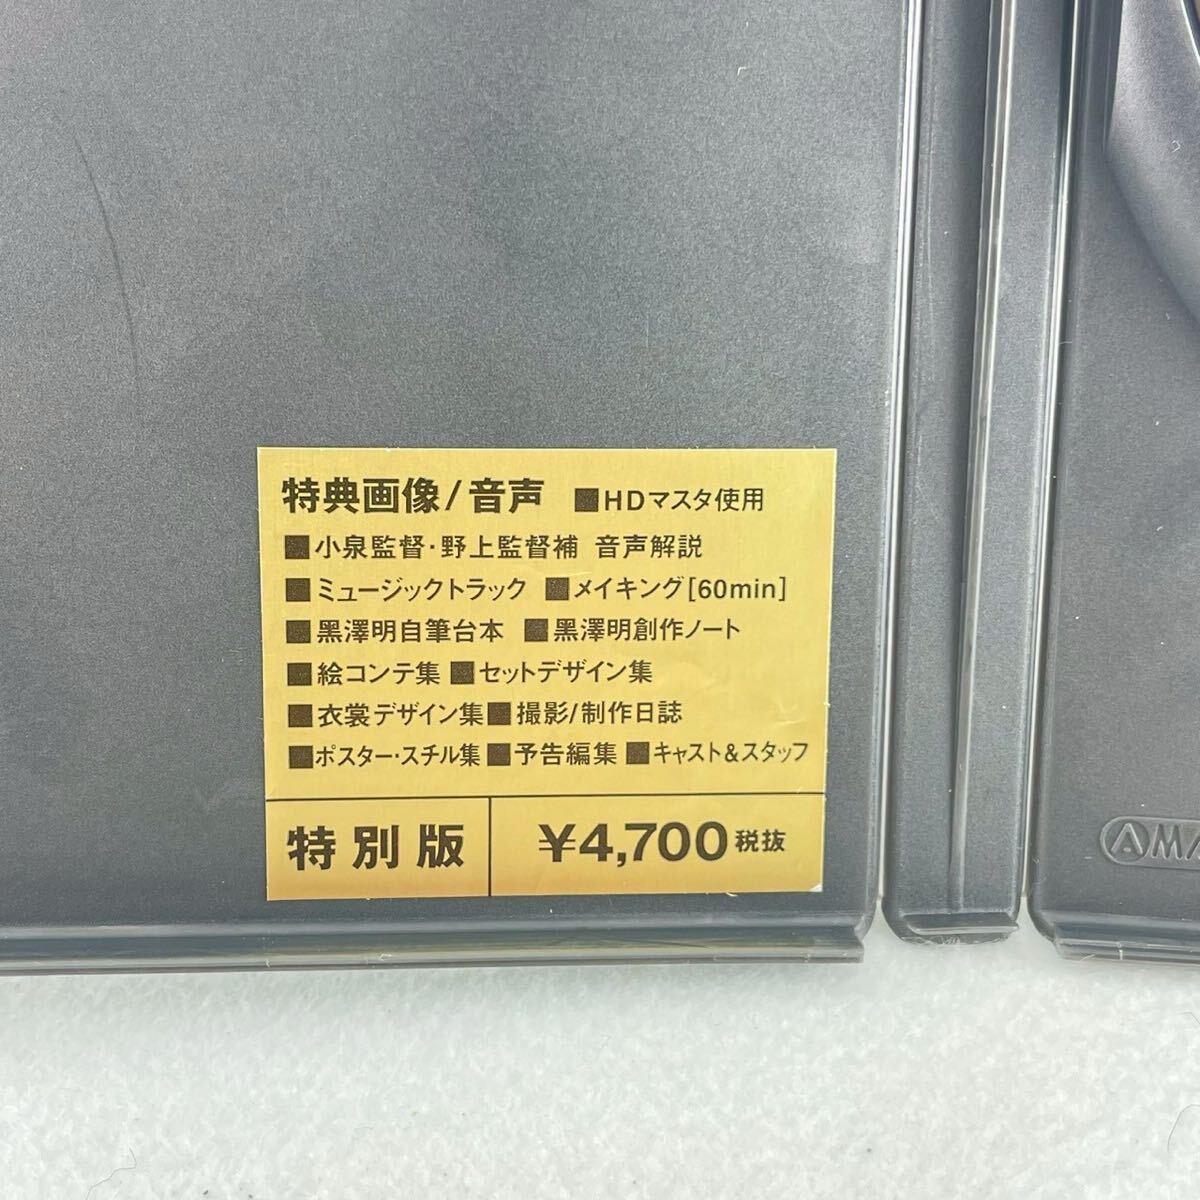 特典画像/音声 ■HDマスタ使用
■小泉監督・野上監督補 音声解説
■ミュージックトラック ■メイキング[60min]
■黒澤明自筆台本 ■黒澤明創作ノート
■絵コンテ集 ■セットデザイン集
■衣裳デザイン集 ■撮影/制作日誌
■ポスター・スチル集 ■予告編集 ■キャスト&スタッフ
特別版 ¥4,700 税抜
AMA